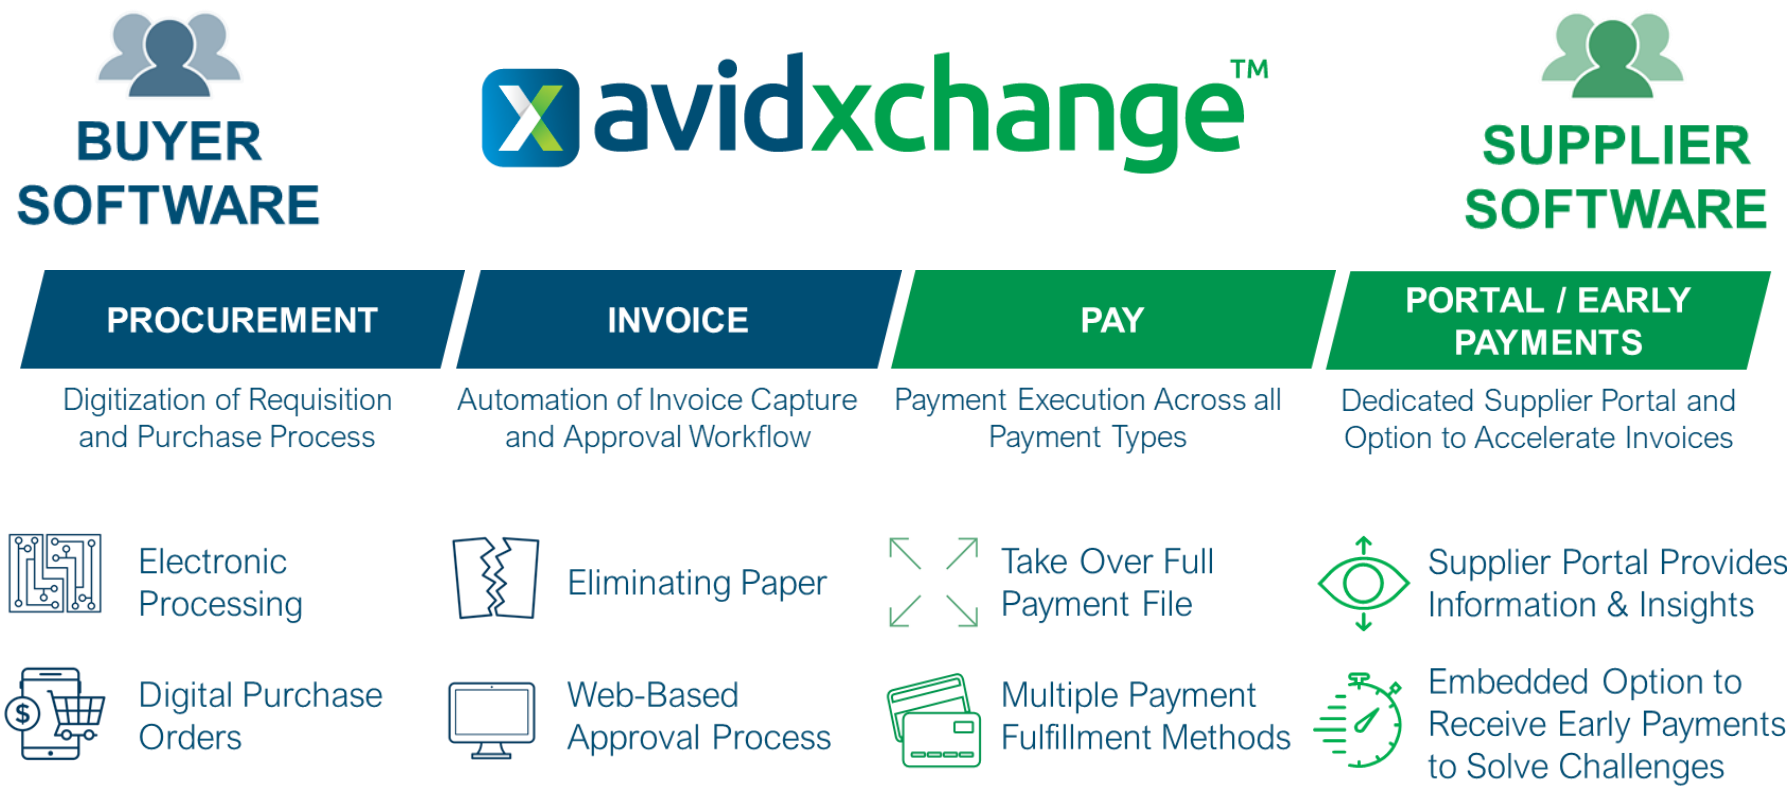 BUYER
SOFTWARE
avidxchange™
SUPPLIER
SOFTWARE
PROCUREMENT
Digitization of Requisition
and Purchase Process
Electronic
Processing
$
Digital Purchase
Orders
INVOICE
Automation of Invoice Capture
and Approval Workflow
Eliminating Paper
Web-Based
Approval Process
PAY
Payment Execution Across all
Payment Types
Take Over Full
Payment File
Multiple Payment
Fulfillment Methods
PORTAL / EARLY
PAYMENTS
Dedicated Supplier Portal and
Option to Accelerate Invoices
Supplier Portal Provides
Information & Insights
Embedded Option to
Receive Early Payments
to Solve Challenges